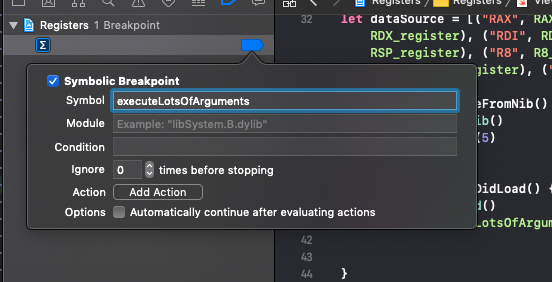 Registers 1 Breakpoint
Σ
Symbolic Breakpoint
Symbol executeLotsOfArguments
Module Example: "libSystem.B.dylib"
Condition
Ignore 0 times before stopping
Action Add Action
Options Automatically continue after evaluating actions
Registers Registers
32 let dataSource = [("RAX", RAX
RDX_register), ("RDI", RD
RSP_register), ("R8", R8_
egister), ("
eFromNib()
ib()
(5)
DidLoad() {
d()
LotsOfArgum
42
43
44 }